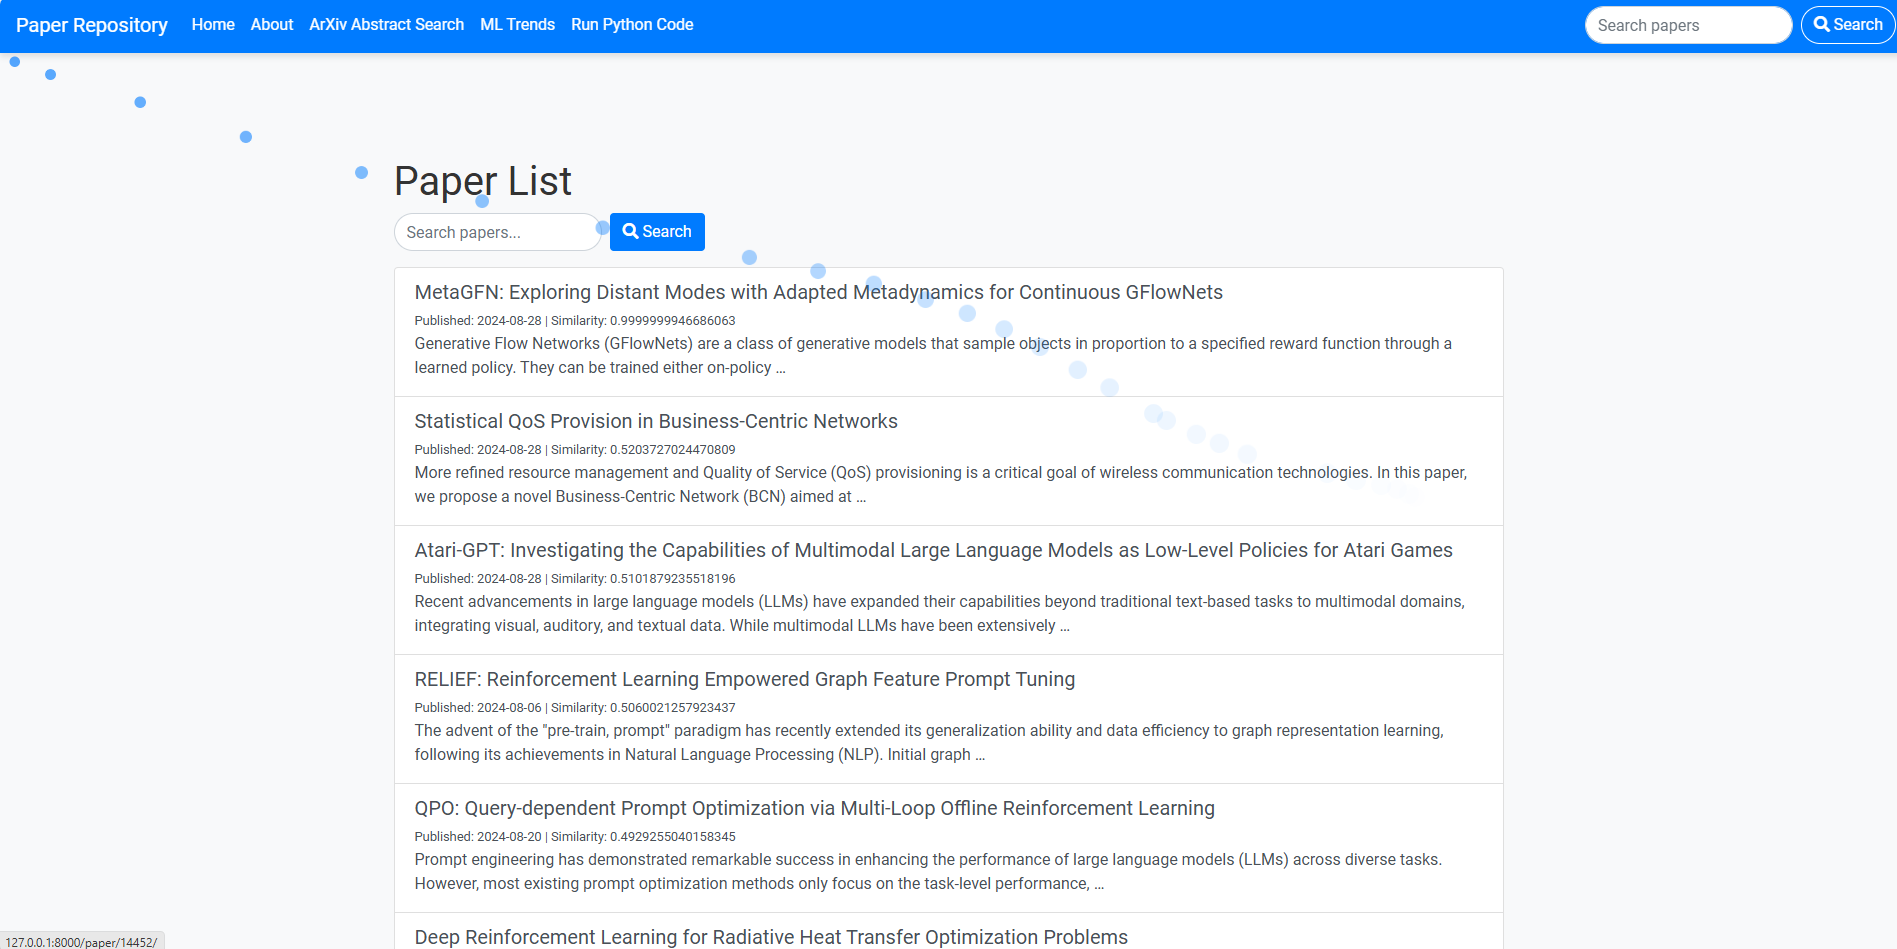 Paper Repository Home About ArXiv Abstract Search ML Trends Run Python Code Search papers Search
Paper List
Search papers... Search
MetaGFN: Exploring Distant Modes with Adapted Metadynamics for Continuous GFlowNets
Published: 2024-08-28 | Similarity: 0.9999999946686063
Generative Flow Networks (GFlowNets) are a class of generative models that sample objects in proportion to a specified reward function through a
learned policy. They can be trained either on-policy …
Statistical QoS Provision in Business-Centric Networks
Published: 2024-08-28 | Similarity: 0.5203727024470809
More refined resource management and Quality of Service (QoS) provisioning is a critical goal of wireless communication technologies. In this paper,
we propose a novel Business-Centric Network (BCN) aimed at …
Atari-GPT: Investigating the Capabilities of Multimodal Large Language Models as Low-Level Policies for Atari Games
Published: 2024-08-28 | Similarity: 0.5101879235518196
Recent advancements in large language models (LLMs) have expanded their capabilities beyond traditional text-based tasks to multimodal domains,
integrating visual, auditory, and textual data. While multimodal LLMs have been extensively …
RELIEF: Reinforcement Learning Empowered Graph Feature Prompt Tuning
Published: 2024-08-06 | Similarity: 0.5060021257923437
The advent of the "pre-train, prompt" paradigm has recently extended its generalization ability and data efficiency to graph representation learning,
following its achievements in Natural Language Processing (NLP). Initial graph …
QPO: Query-dependent Prompt Optimization via Multi-Loop Offline Reinforcement Learning
Published: 2024-08-20 | Similarity: 0.4929255040158345
Prompt engineering has demonstrated remarkable success in enhancing the performance of large language models (LLMs) across diverse tasks.
However, most existing prompt optimization methods only focus on the task-level performance, …
Deep Reinforcement Learning for Radiative Heat Transfer Optimization Problems
127.0.0.1:8000/paper/14452/